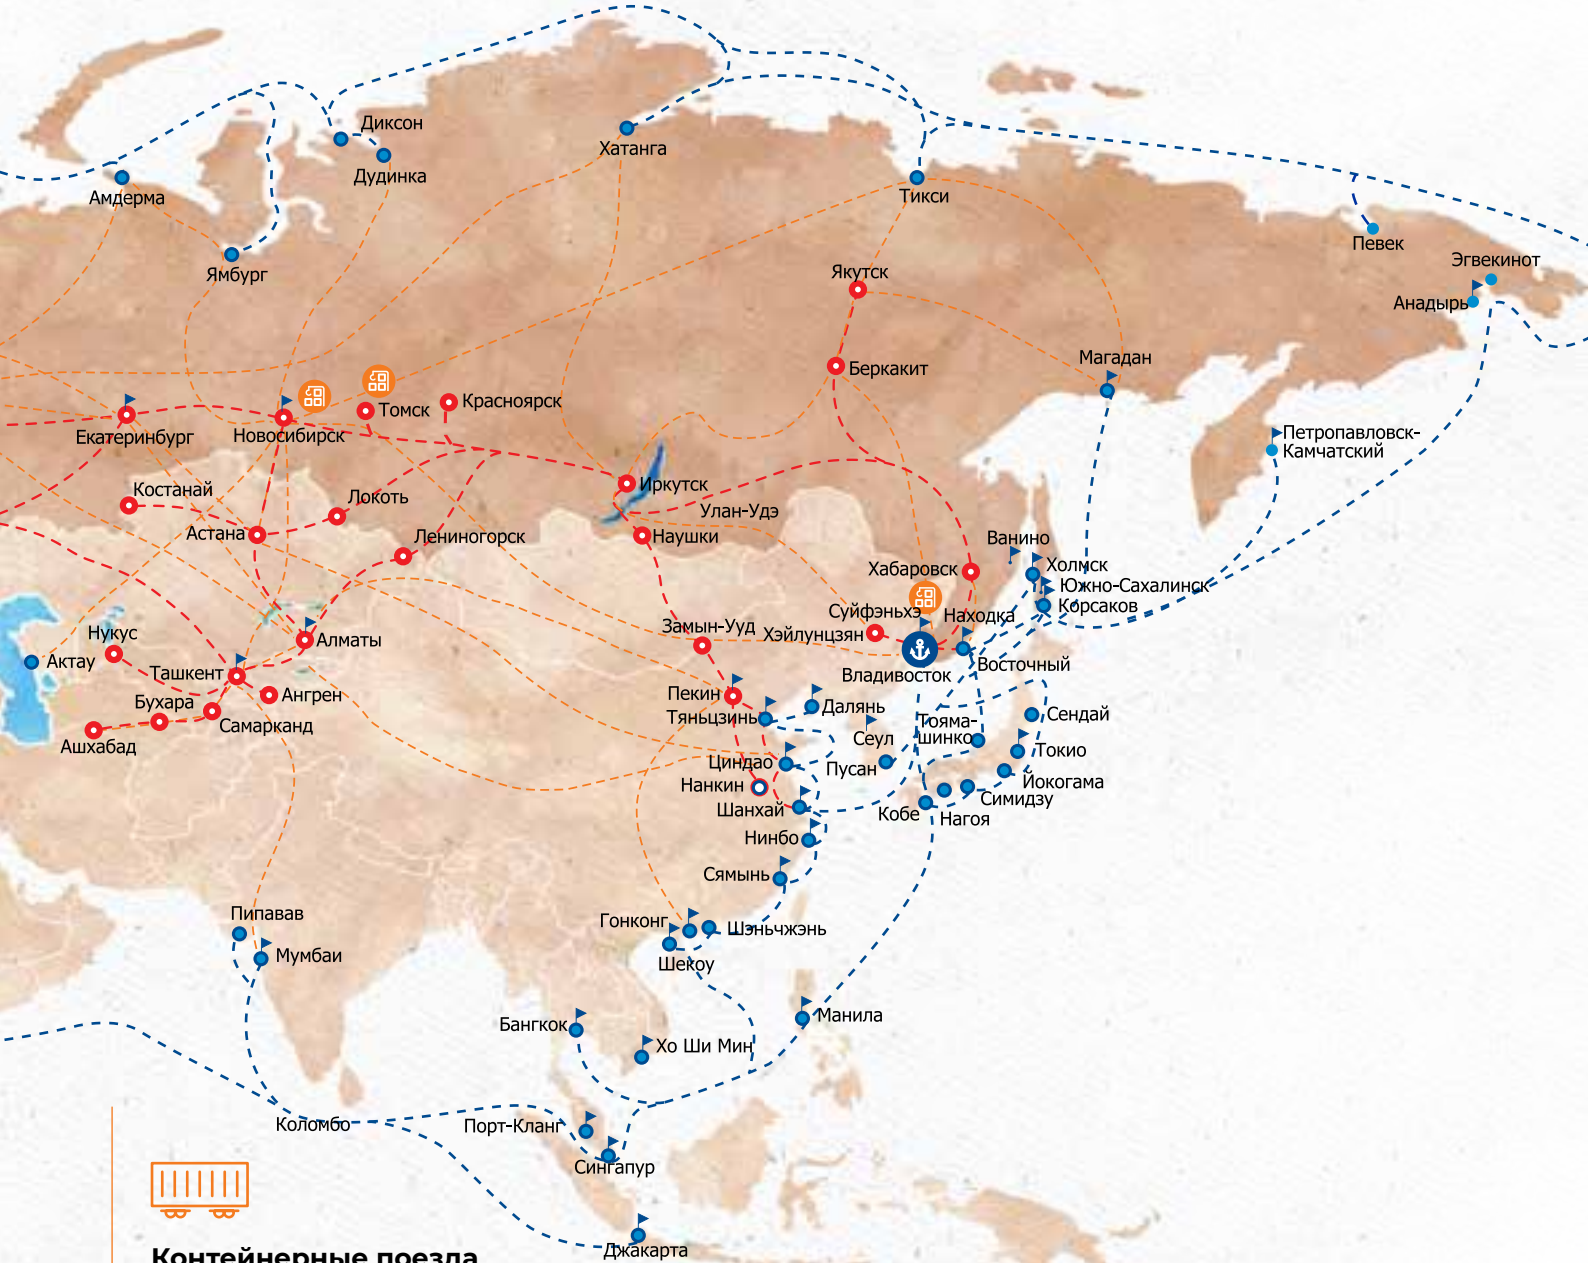 Диксон
Хатанга
Дудинка
Амдерма
Тикси
Певек
Эгвекинот
Ямбург
Якутск
Анадырь
Магадан
Беркакит
Томск
Красноярск
Екатеринбург
Новосибирск
Петропавловск-
Камчатский
Костанай
Локоть
Иркутск
Улан-Удэ
Астана
Лениногорск
Наушки
Ванино
Холмск
Хабаровск
Южно-Сахалинск
Корсаков
Суйфэньхэ
Находка
Нукус
Алматы
Замын-Ууд
Хэйлунцзян
Актау
Ташкент
Владивосток
Восточный
Ангрен
Пекин
Бухара
Тяньцзинь
Далянь
Сендай
Самарканд
Тояма-
шинко
Ашхабад
Сеул
Токио
Циндао
Пусан
Нанкин
Йокогама
Шанхай
Симидзу
Кобе
Нагоя
Нинбо
Сямынь
Пипавав
Гонконг
Шэньчжэнь
Мумбаи
Шекоу
Бангкок
Манила
Хо Ши Мин
Коломбо
Порт-Кланг
Сингапур
Джакарта
Контейнерные поезда